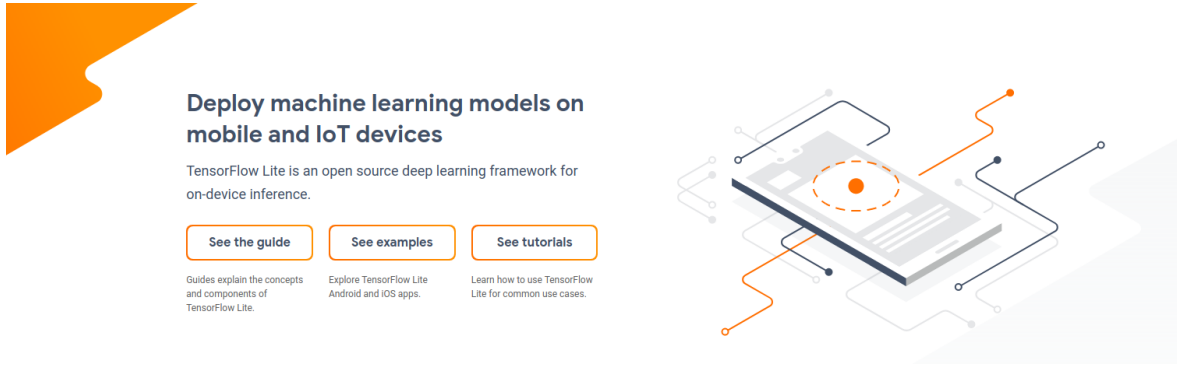 Deploy machine learning models on
mobile and IoT devices
TensorFlow Lite is an open source deep learning framework for
on-device inference.
See the guide
See examples
See tutorials
Guides explain the concepts
and components of
TensorFlow Lite.
Explore TensorFlow Lite
Android and iOS apps.
Learn how to use TensorFlow
Lite for common use cases.